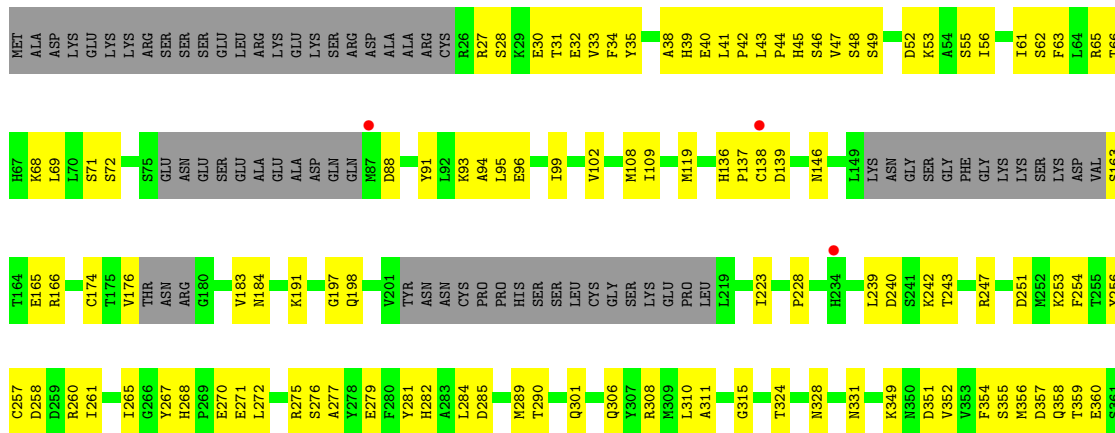 MET ALA ASP LYS GLU LYS LYS ARG SER SER SER GLU LEU ARG LYS GLU LYS SER ARG ASP ALA ALA ARG CYS R26 R27 S28 K29 E30 T31 E32 V33 F34 Y35 A38 H39 E40 L41 P42 L43 P44 H45 S46 V47 S48 S49 D52 K53 A54 S55 I56 I61 S62 F63 L64 R65 T66
H67 K68 L69 L70 S71 S72 S75 GLU ASN GLU SER GLU ALA GLU ALA ASP GLN GLN M87 D88 Y91 L92 K93 A94 L95 E96 I99 V102 M108 I109 M119 H136 P137 C138 D139 N146 L149 LYS ASN GLY SER GLY PHE GLY LYS LYS SER LYS ASP VAL S163
T164 E165 R166 C174 T175 V176 THR ASN ARG G180 V183 N184 K191 G197 Q198 V201 TYR ASN ASN CYS PRO PRO HIS SER SER LEU CYS GLY SER LYS GLU PRO LEU L219 I223 P228 H234 L239 D240 S241 K242 T243 R247 D251 M252 K253 F254 T255 Y256
C257 D258 D259 R260 I261 I265 G266 Y267 H268 P269 E270 E271 L272 R275 S276 A277 Y278 E279 F280 Y281 H282 A283 L284 D285 M289 T290 Q301 Q306 Y307 R308 M309 L310 A311 G315 T324 N328 N331 K349 N350 D351 V352 V353 F354 S355 M356 D357 Q358 T359 E360 S361